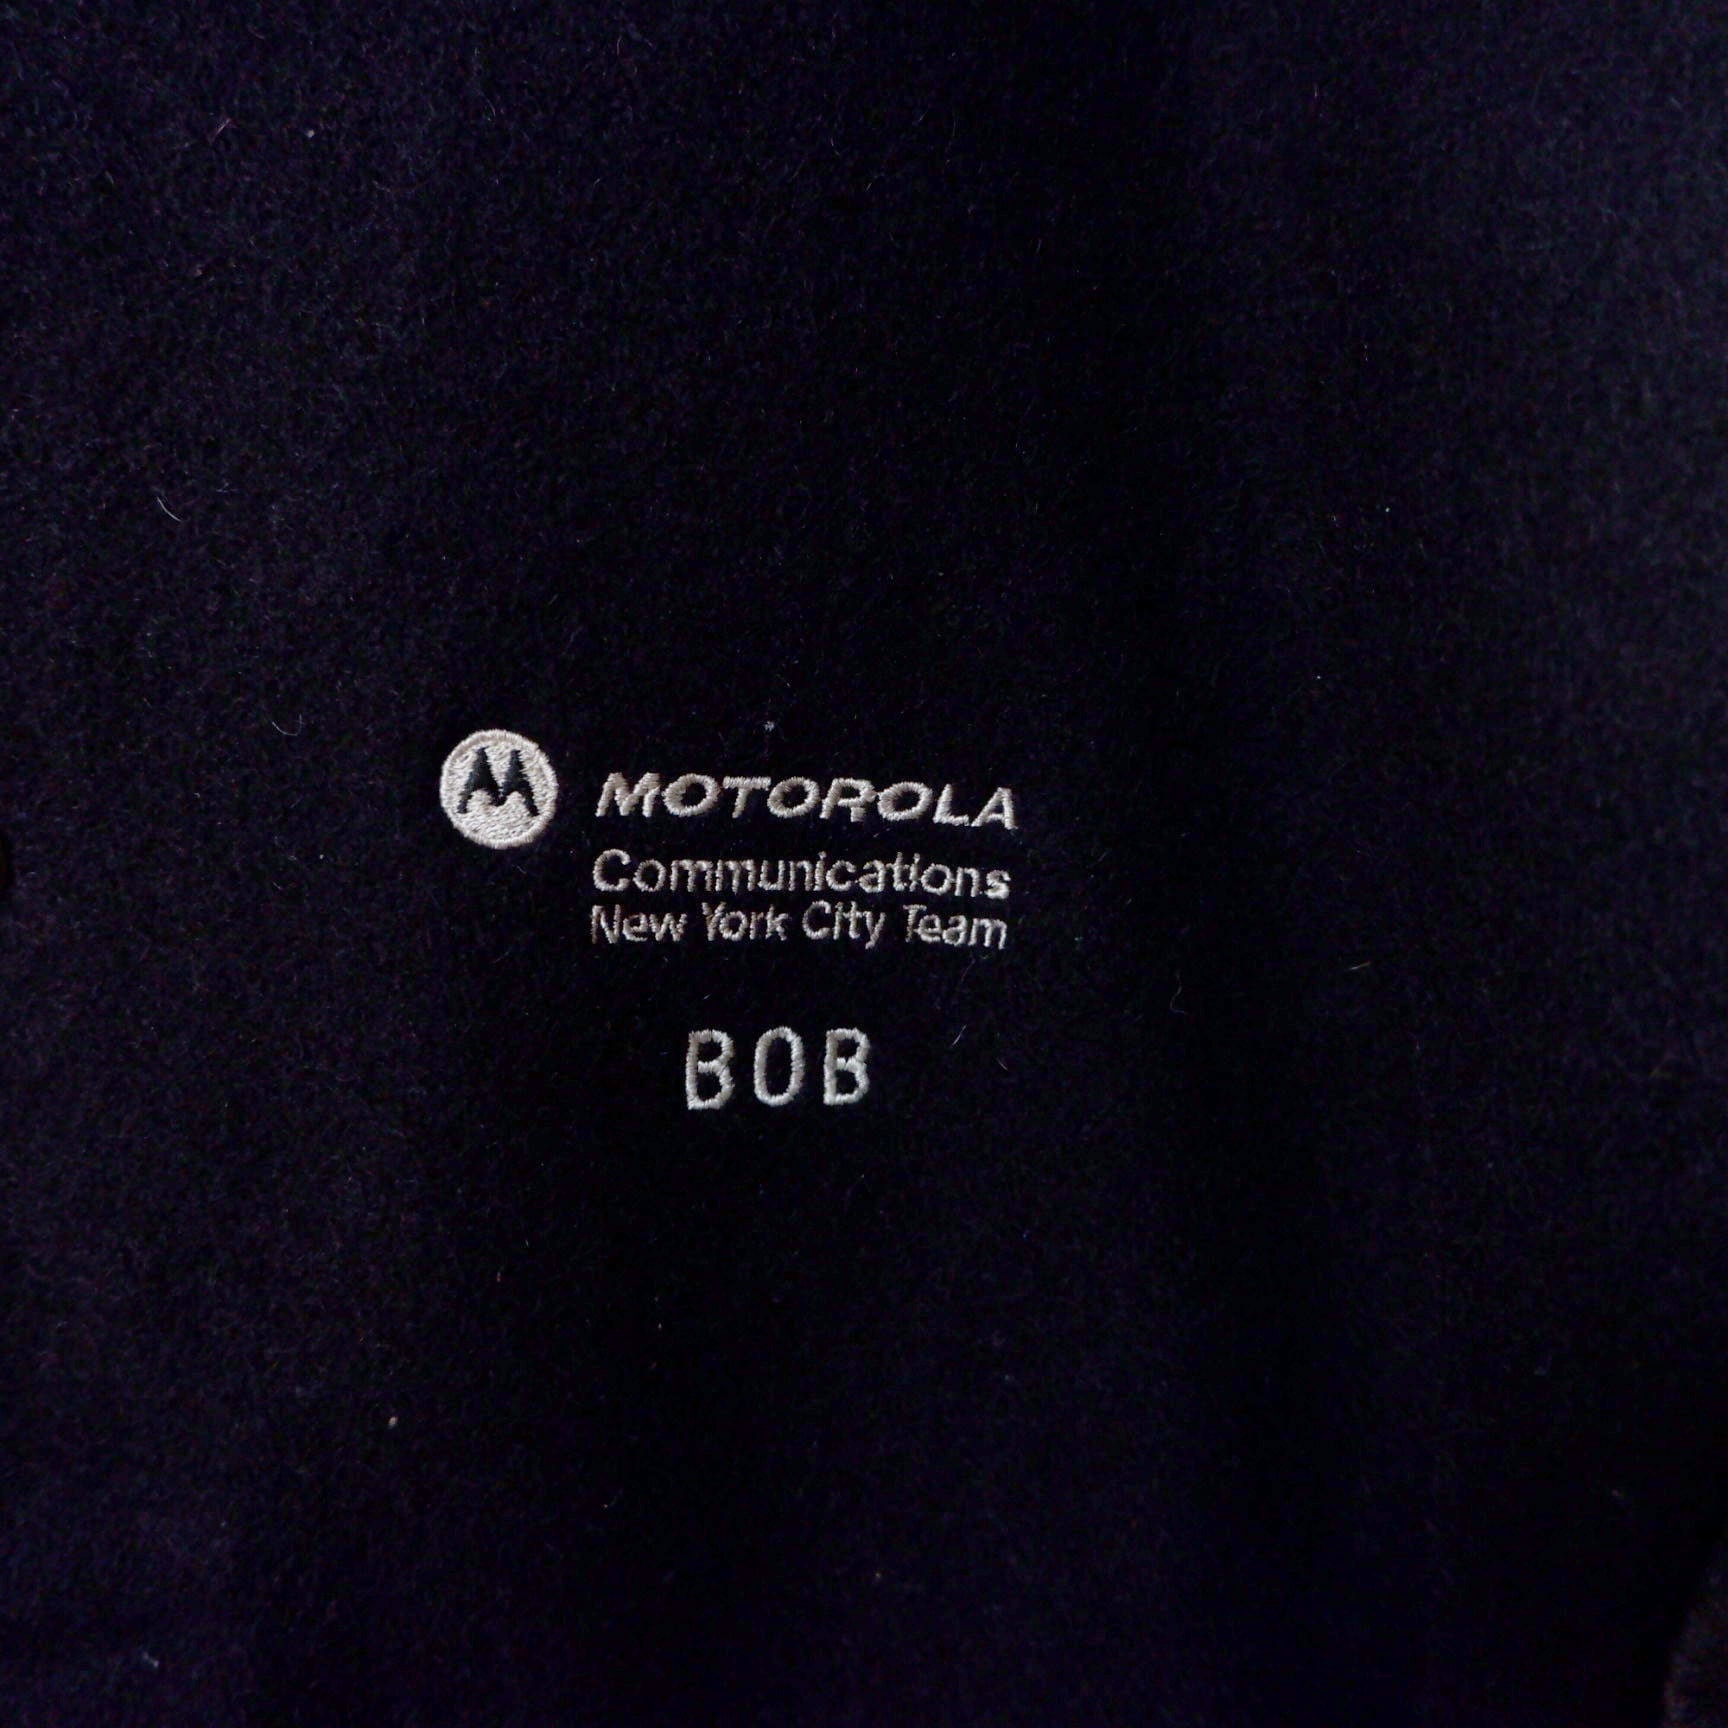 M MOTOROLA
Communications
New York City Team
BOB